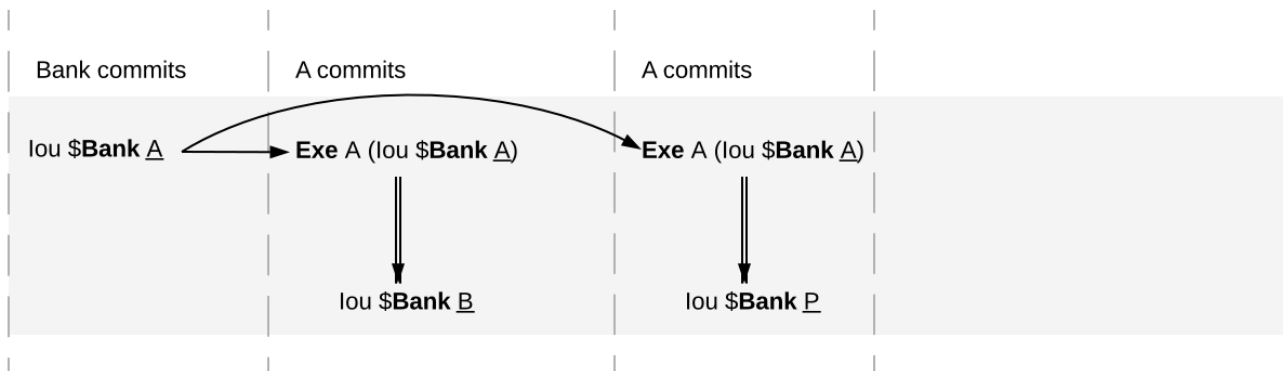 Bank commits
A commits
A commits
Iou $Bank A
Exe A (Iou $Bank A)
Exe A (Iou $Bank A)
Iou $Bank B
Iou $Bank P